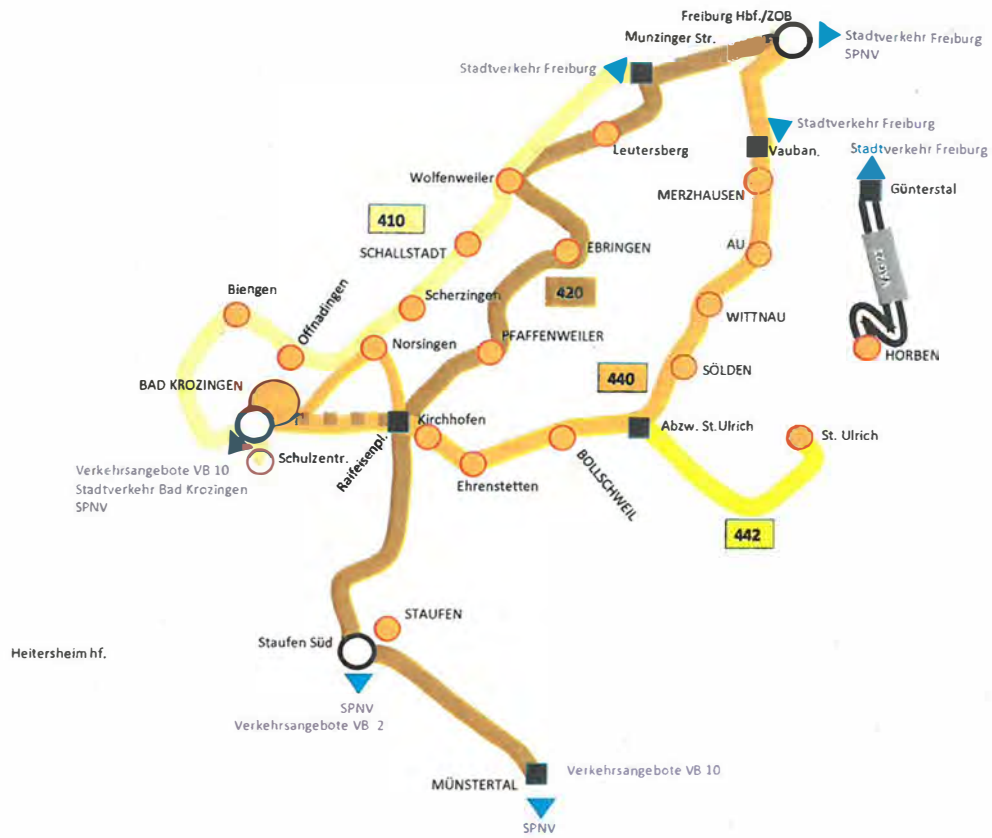 Freiburg Hbf./ZOB
Munzinger Str.
Stadtverkehr Freiburg
SPNV
Stadtverkehr Freiburg
Stadtverkehr Freiburg
Leutersberg
Vauban.
Stadtverkehr Freiburg
Wolfenweiler
MERZHAUSEN
Günterstal
410
SCHALLSTADT
EBRINGEN
AU
VAG 21
Biengen
Offnadingen
Scherzingen
420
WITTNAU
Norsingen
PFAFFENWEILER
HORBEN
BAD KROZINGEN
440
SÖLDEN
Kirchhofen
Abzw. St.Ulrich
St. Ulrich
Raifeisenpl.
Schulzentr.
BOLLSCHWEIL
Verkehrsangebote VB 10
Stadtverkehr Bad Krozingen
SPNV
Ehrenstetten
442
STAUFEN
Staufen Süd
Heitersheim hf.
SPNV
Verkehrsangebote VB 2
MÜNSTERTAL
Verkehrsangebote VB 10
SPNV